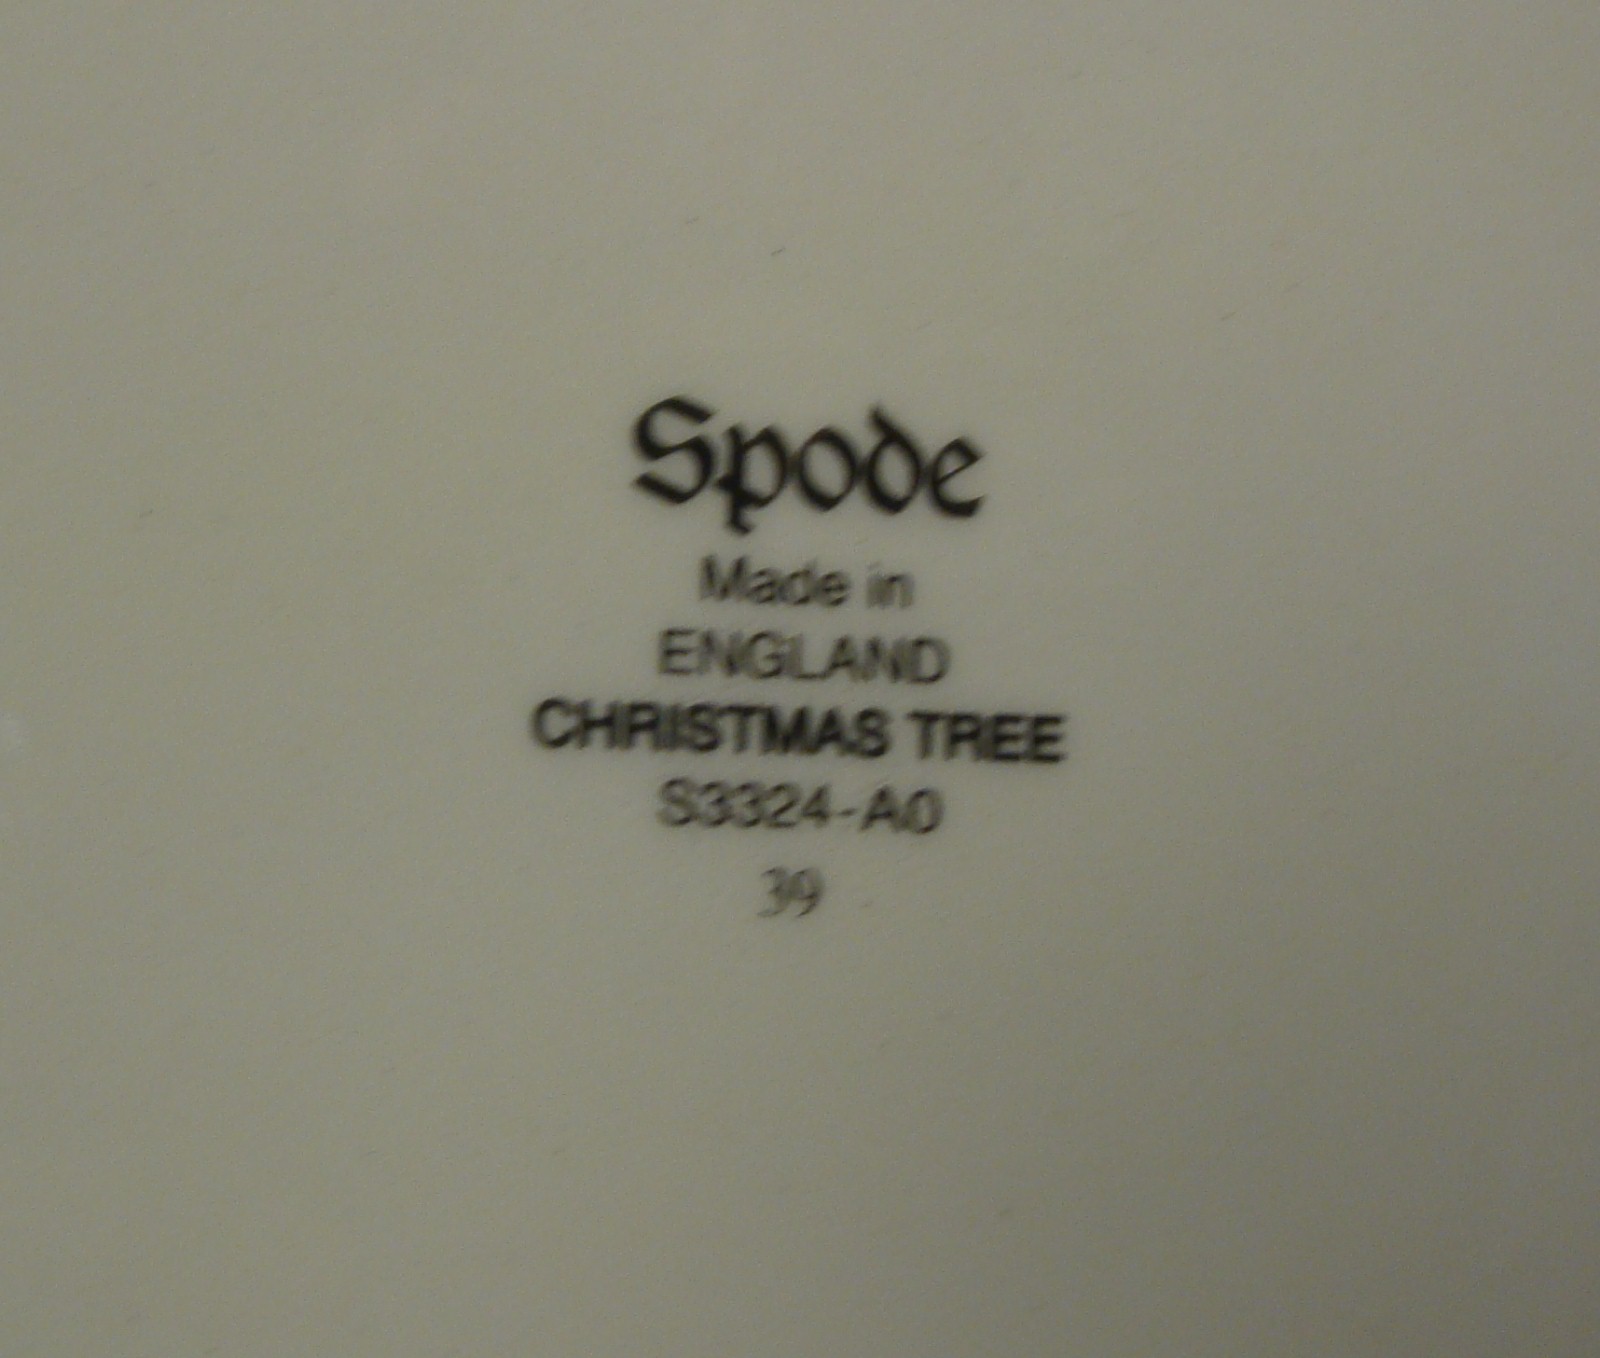 Spode
Made in
ENGLAND
CHRISTMAS TREE
S3324-A0
39